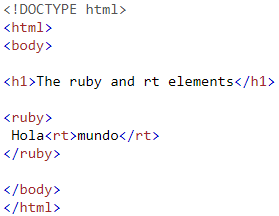 <!DOCTYPE html>
<html>
<body>
<h1>The ruby and rt elements</h1>
<ruby>
Hola<rt>mundo</rt>
</ruby>
</body>
</html>